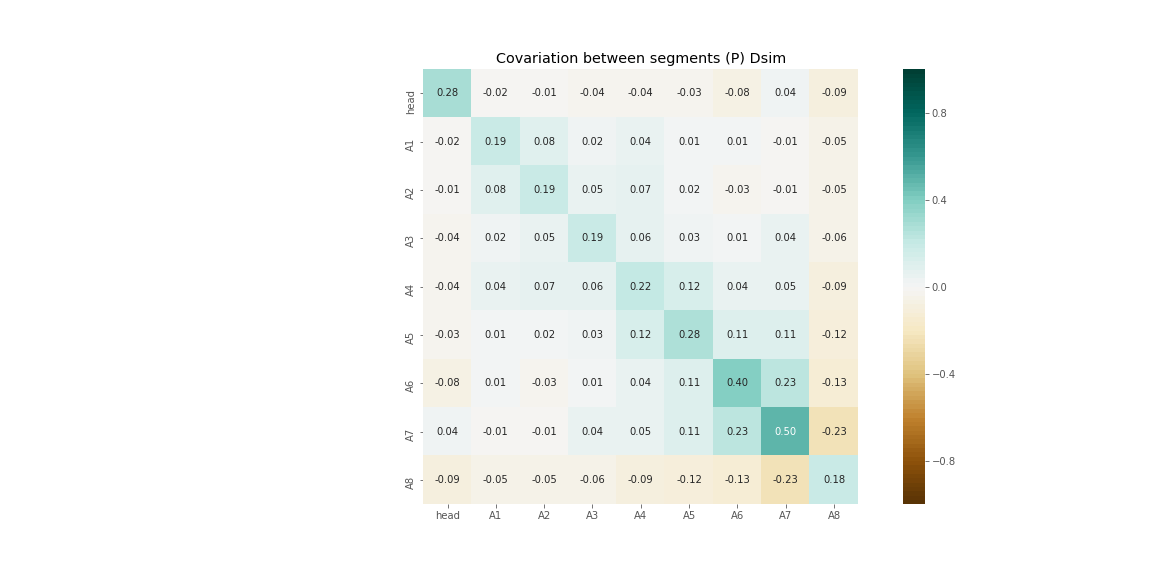 Covariation between segments (P) Dsim
head 0.28 -0.02 -0.01 -0.04 -0.04 -0.03 -0.08 0.04 -0.09
A1 -0.02 0.19 0.08 0.02 0.04 0.01 0.01 -0.01 -0.05
A2 -0.01 0.08 0.19 0.05 0.07 0.02 -0.03 -0.01 -0.05
A3 -0.04 0.02 0.05 0.19 0.06 0.03 0.01 0.04 -0.06
A4 -0.04 0.04 0.07 0.06 0.22 0.12 0.04 0.05 -0.09
A5 -0.03 0.01 0.02 0.03 0.12 0.28 0.11 0.11 -0.12
A6 -0.08 0.01 -0.03 0.01 0.04 0.11 0.40 0.23 -0.13
A7 0.04 -0.01 -0.01 0.04 0.05 0.11 0.23 0.50 -0.23
A8 -0.09 -0.05 -0.05 -0.06 -0.09 -0.12 -0.13 -0.23 0.18
head A1 A2 A3 A4 A5 A6 A7 A8
0.8
0.4
0.0
−0.4
−0.8